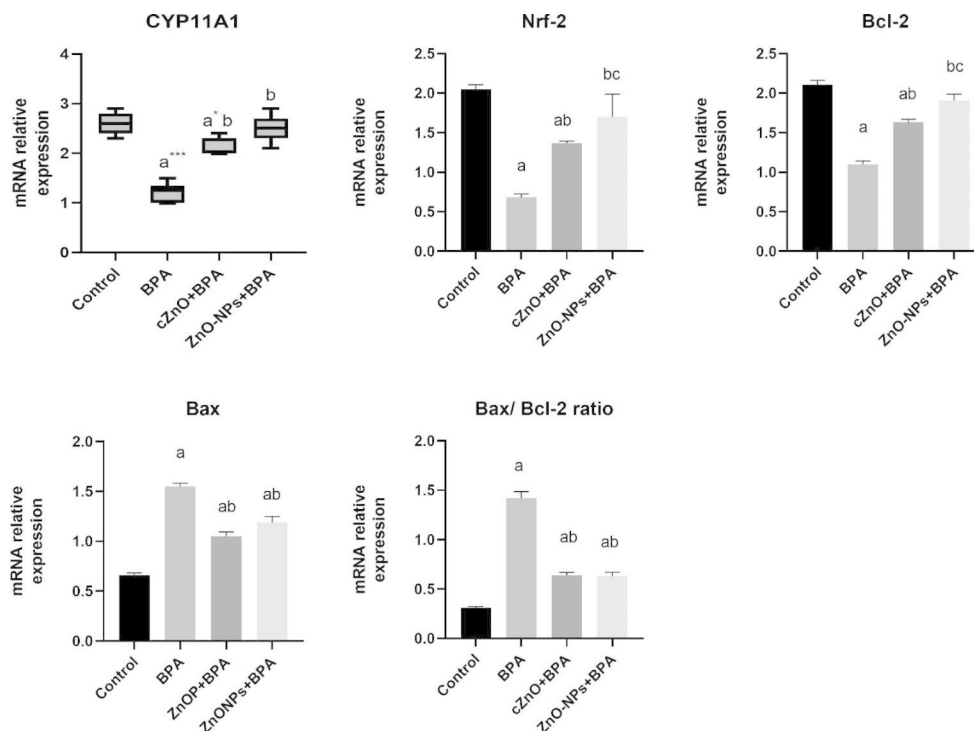 CYP11A1
mRNA relative
expression
4
3
2
1
0
a***
a* b
b
Control
BPA
cZnO+BPA
ZnO-NPs+BPA
Nrf-2
mRNA relative
expression
2.5
2.0
1.5
1.0
0.5
0.0
a
ab
bc
Control
BPA
cZnO+BPA
ZnO-NPs+BPA
Bcl-2
mRNA relative
expression
2.5
2.0
1.5
1.0
0.5
0.0
a
ab
bc
Control
BPA
cZnO+BPA
ZnO-NPs+BPA
Bax
mRNA relative
expression
2.0
1.5
1.0
0.5
0.0
a
ab
ab
Control
BPA
ZnOP+BPA
ZnONPs+BPA
Bax/ Bcl-2 ratio
mRNA relative
expression
2.0
1.5
1.0
0.5
0.0
a
ab
ab
Control
BPA
cZnO+BPA
ZnO-NPs+BPA